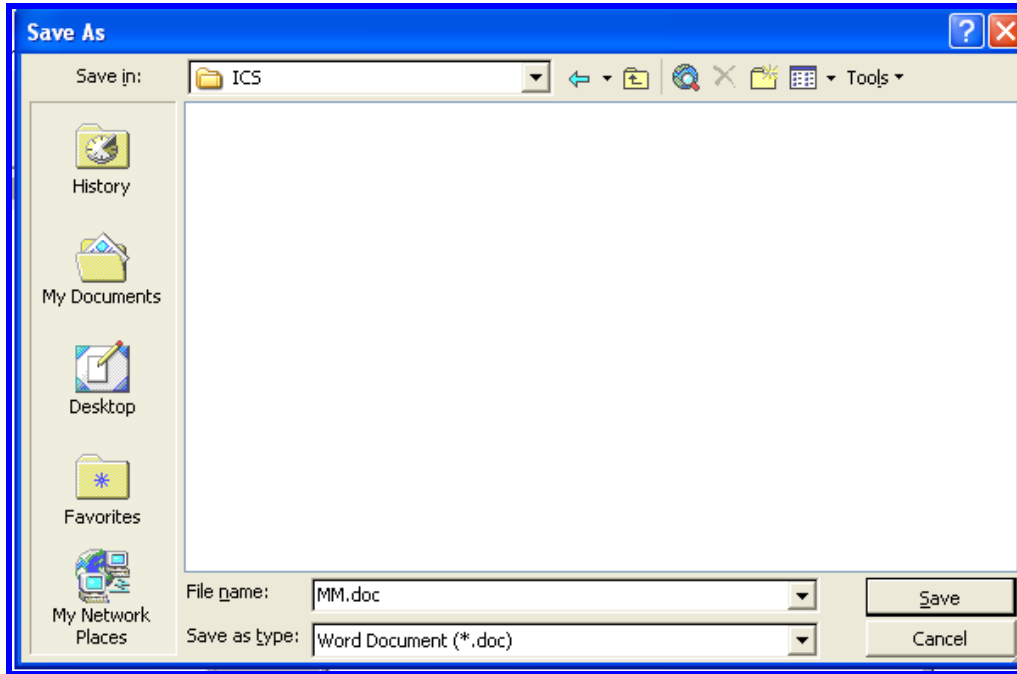 Save As
Save in: ICS Tools
History
My Documents
Desktop
Favorites
My Network
Places
File name: MM.doc Save
Save as type: Word Document (*.doc) Cancel